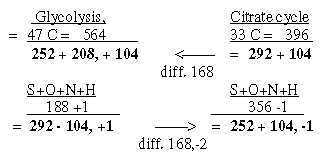 Glycolysis, Citrate cycle
= 47 C = 564 33 C = 396
252 + 208, + 104 = 292 + 104
diff. 168
S+O+N+H S+O+N+H
188 +1 356 -1
= 292 - 104, +1 = 252 + 104, -1
diff. 168,-2